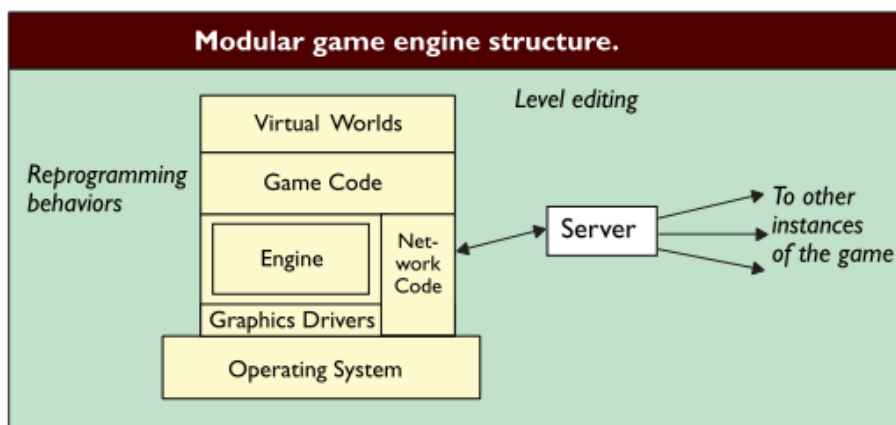 Modular game engine structure.
Level editing
Virtual Worlds
Reprogramming
behaviors
Game Code
Engine
Net-
work
Code
Graphics Drivers
Operating System
Server
To other
instances
of the game